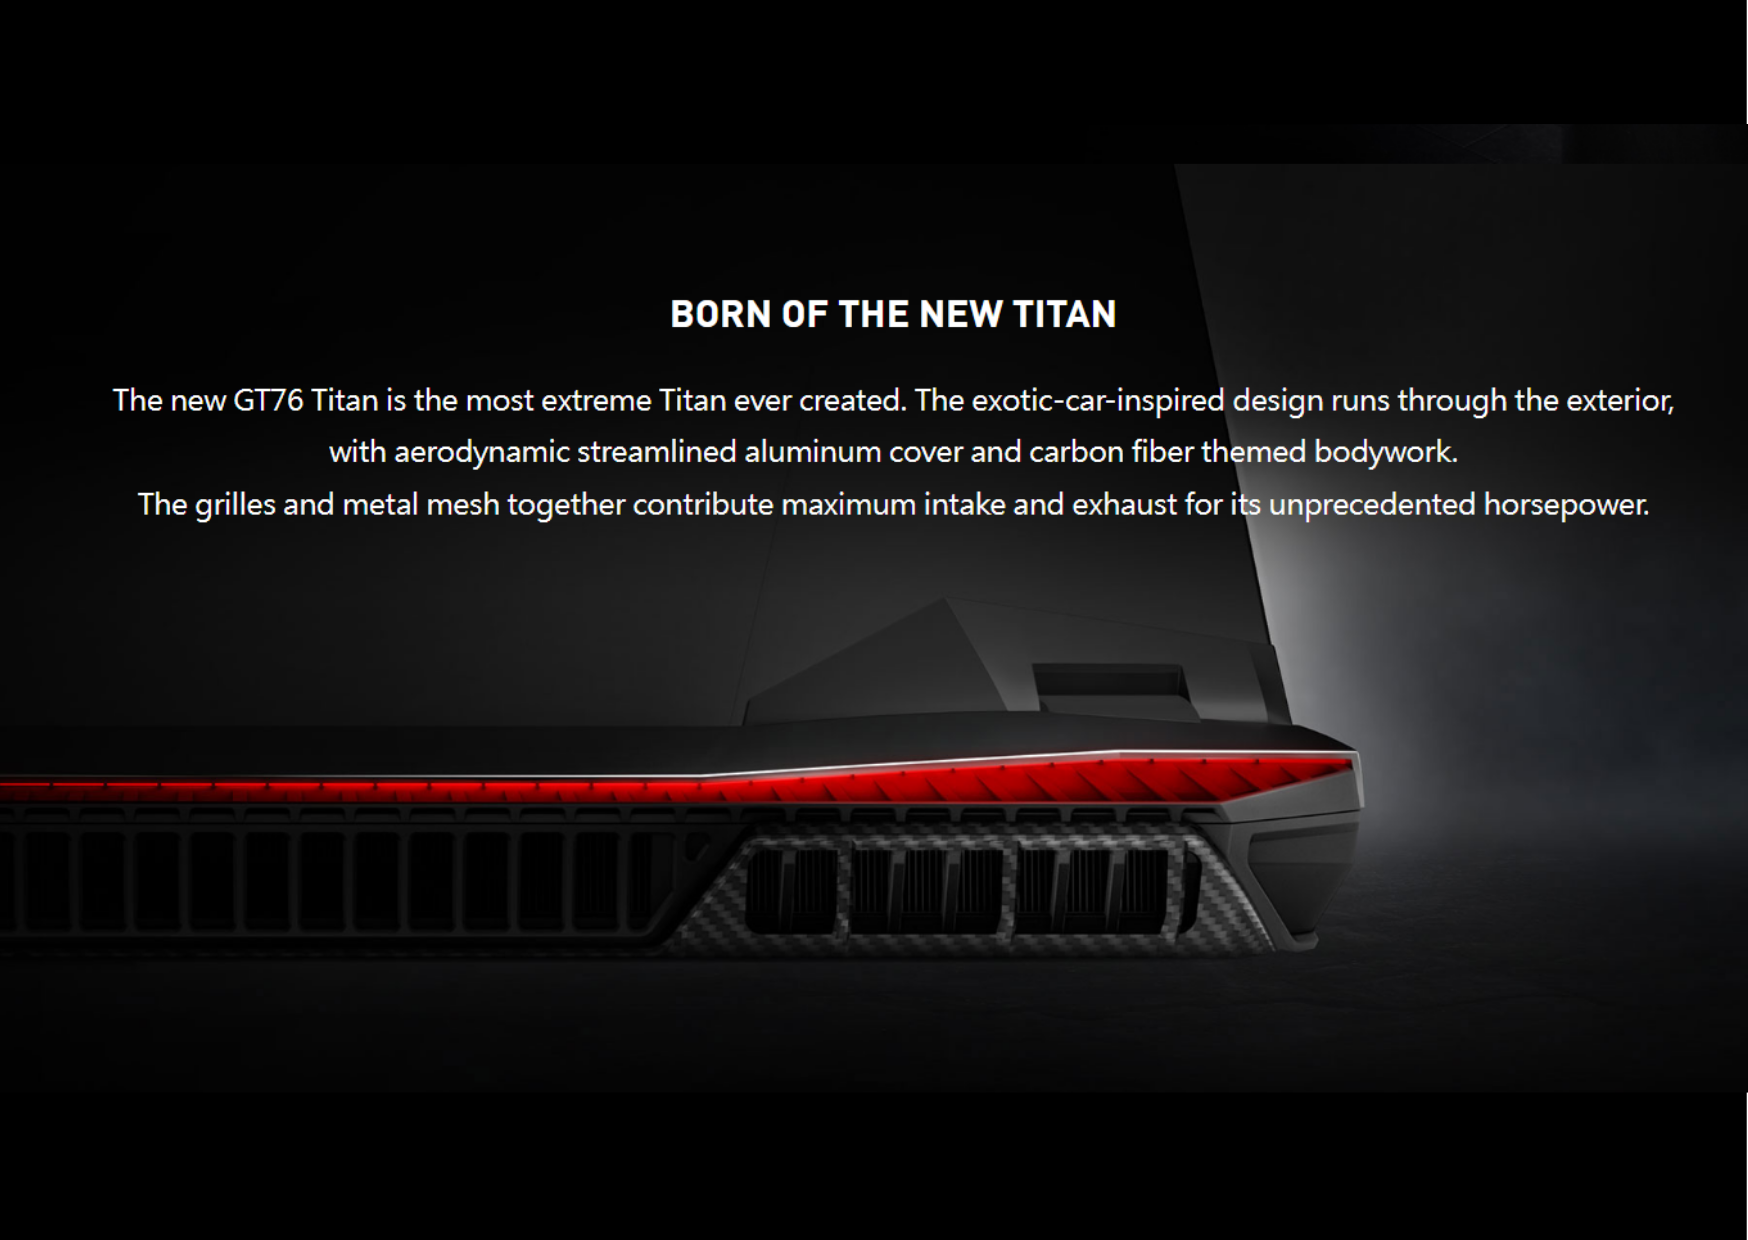 BORN OF THE NEW TITAN
The new GT76 Titan is the most extreme Titan ever created. The exotic-car-inspired design runs through the exterior,
with aerodynamic streamlined aluminum cover and carbon fiber themed bodywork.
The grilles and metal mesh together contribute maximum intake and exhaust for its unprecedented horsepower.